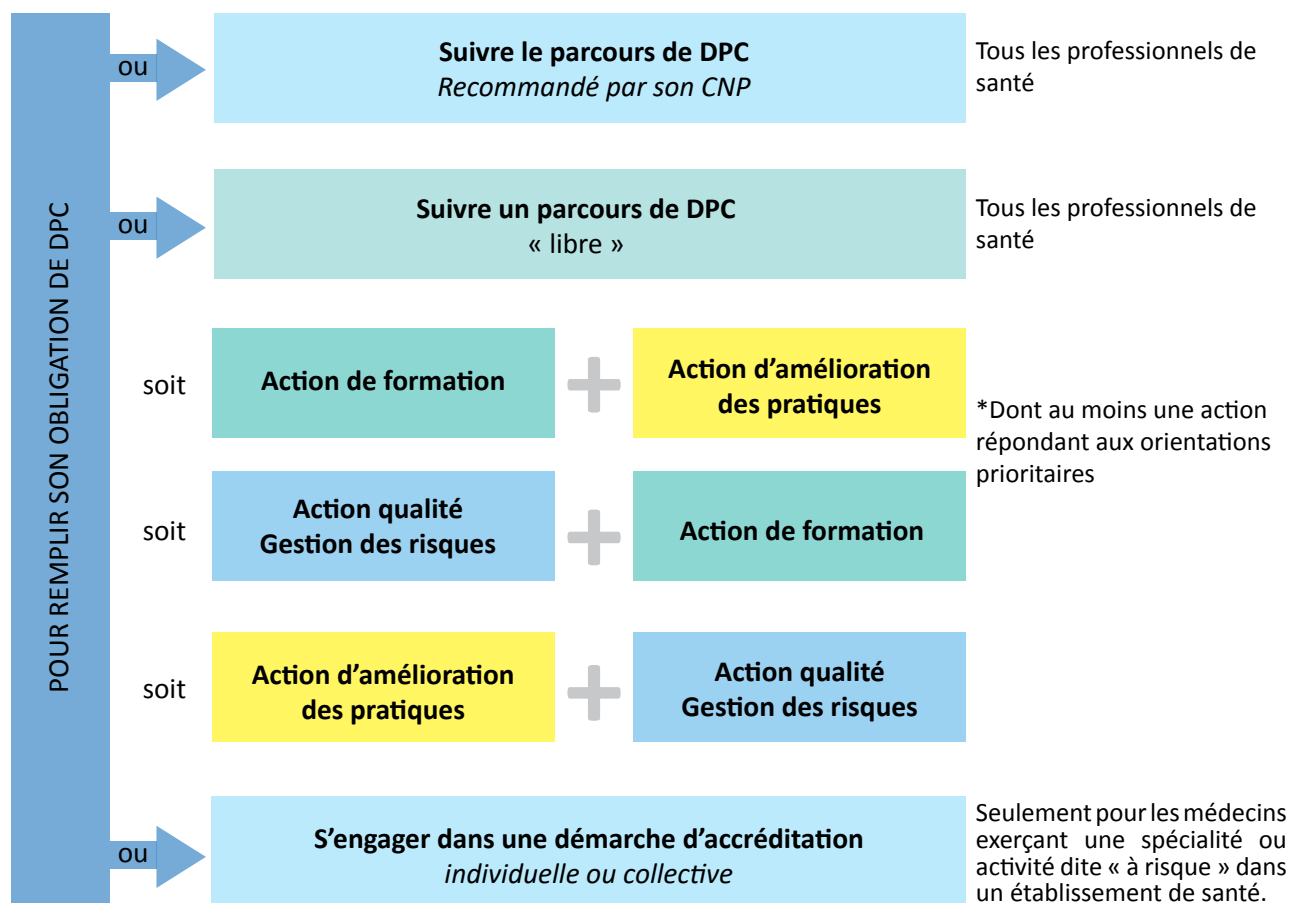 POUR REMPLIR SON OBLIGATION DE DPC
ou
Suivre le parcours de DPC
Recommandé par son CNP
Tous les professionnels de
santé
ou
Suivre un parcours de DPC
« libre »
Tous les professionnels de
santé
soit
Action de formation
+
Action d'amélioration
des pratiques
*Dont au moins une action
répondant aux orientations
prioritaires
soit
Action qualité
Gestion des risques
+
Action de formation
soit
Action d'amélioration
des pratiques
+
Action qualité
Gestion des risques
ou
S'engager dans une démarche d'accréditation
individuelle ou collective
Seulement pour les médecins
exerçant une spécialité ou
activité dite « à risque » dans
un établissement de santé.